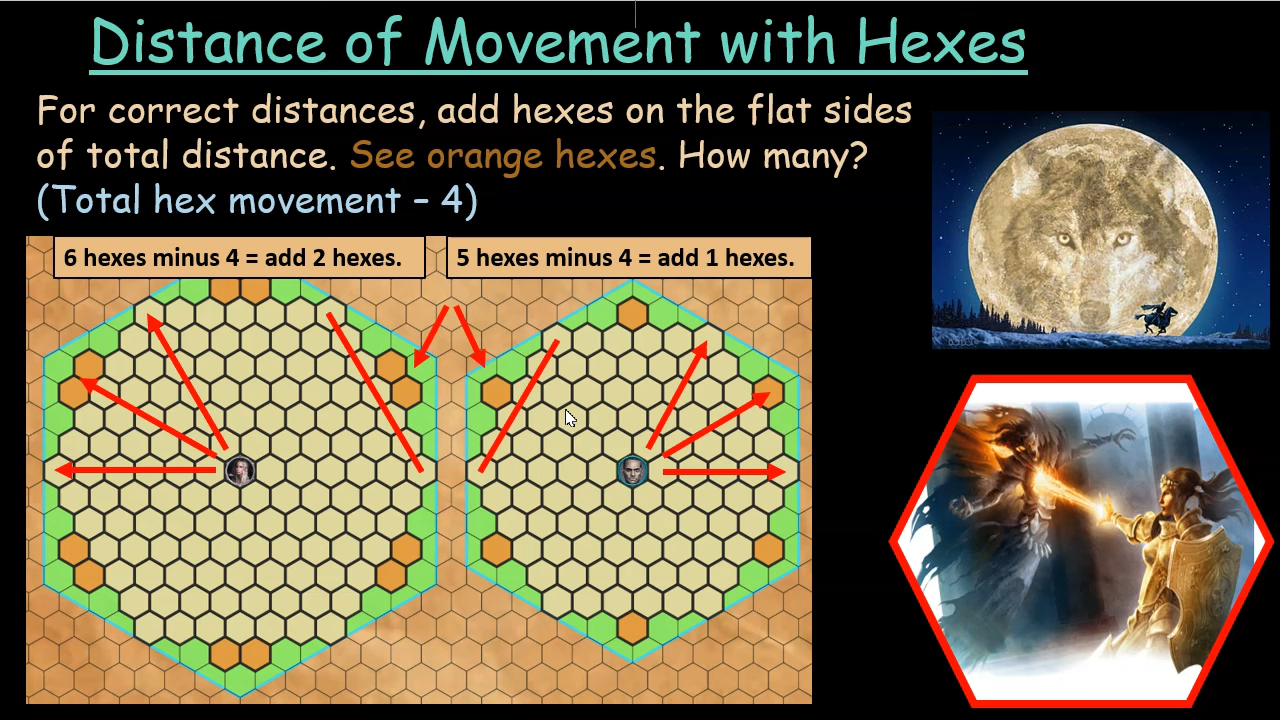 Distance of Movement with Hexes
For correct distances, add hexes on the flat sides
of total distance. See orange hexes. How many?
(Total hex movement – 4)
6 hexes minus 4 = add 2 hexes.
5 hexes minus 4 = add 1 hexes.